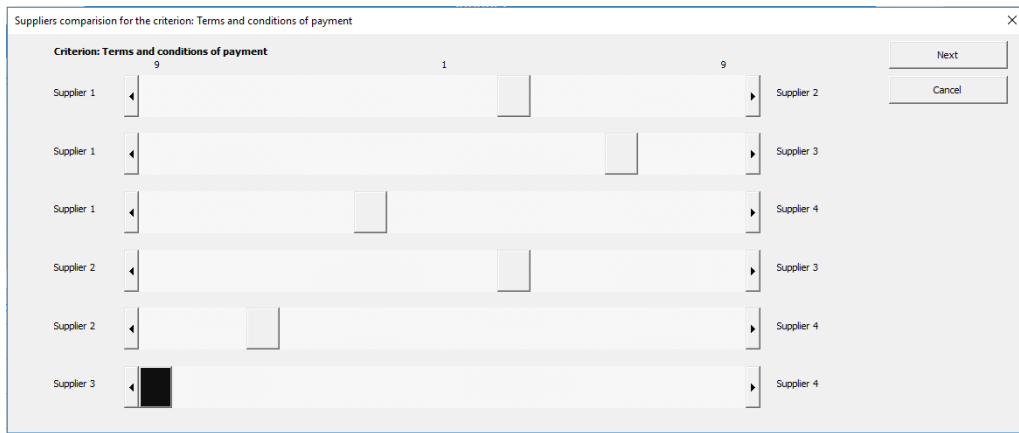 Suppliers comparision for the criterion: Terms and conditions of payment
Criterion: Terms and conditions of payment
9 1 9
Next
Cancel
Supplier 1 Supplier 2
Supplier 1 Supplier 3
Supplier 1 Supplier 4
Supplier 2 Supplier 3
Supplier 2 Supplier 4
Supplier 3 Supplier 4